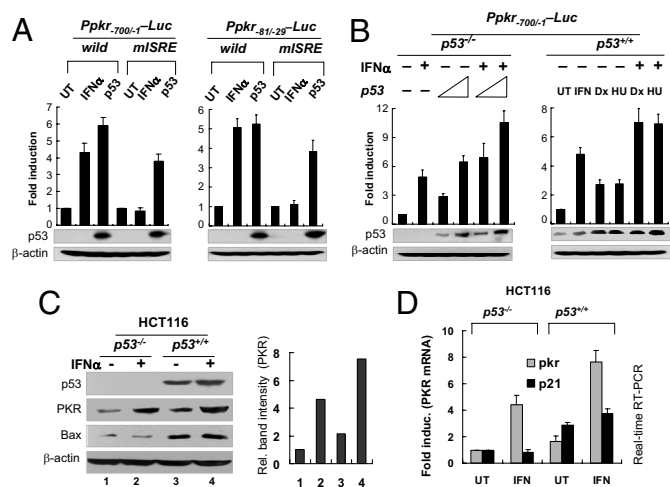 A
Ppkr-700/-1–Luc
Ppkr-81/-29–Luc
wild mISRE wild mISRE
UT IFNα p53 UT IFNα p53 UT IFNα p53 UT IFNα p53
Fold induction
7
6
5
4
3
2
1
0
7
6
5
4
3
2
1
0
p53
β-actin
B
Ppkr-700/-1–Luc
p53-/- p53+/+
IFNα – + – – + + – – – – + +
p53 – –
UT IFN Dx HU Dx HU
Fold induction
12
9
6
3
0
8
6
4
2
0
p53
β-actin
C
HCT116
p53-/- p53+/+
IFNα - + - +
p53
PKR
Bax
β-actin
1 2 3 4
Rel. band intensity (PKR)
8
6
4
2
0
1 2 3 4
D
HCT116
p53-/- p53+/+
Fold induc. (PKR mRNA)
10
8
6
4
2
0
pkr
p21
UT IFN UT IFN
Real-time RT-PCR